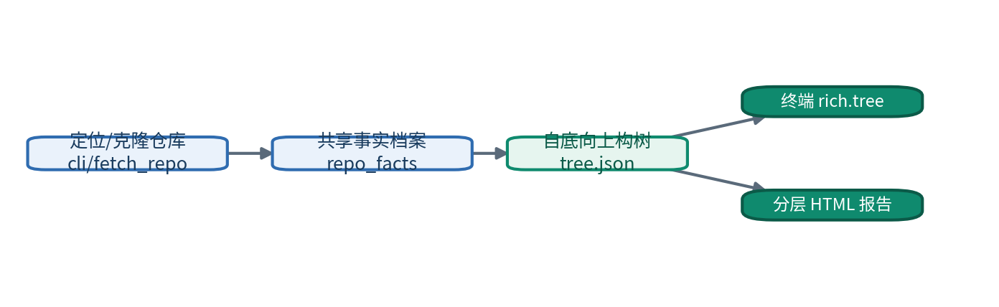 定位/克隆仓库
cli/fetch_repo
共享事实档案
repo_facts
自底向上构树
tree.json
终端 rich.tree
分层 HTML 报告